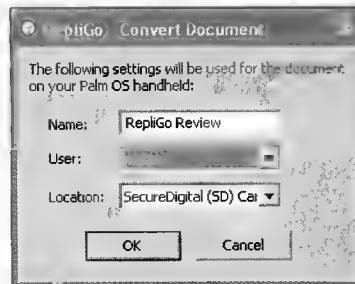 Convert Document
The following settings will be used for the document
on your Palm OS handheld:
Name: RepliGo Review
User:
Location: SecureDigital (SD) Car
OK Cancel